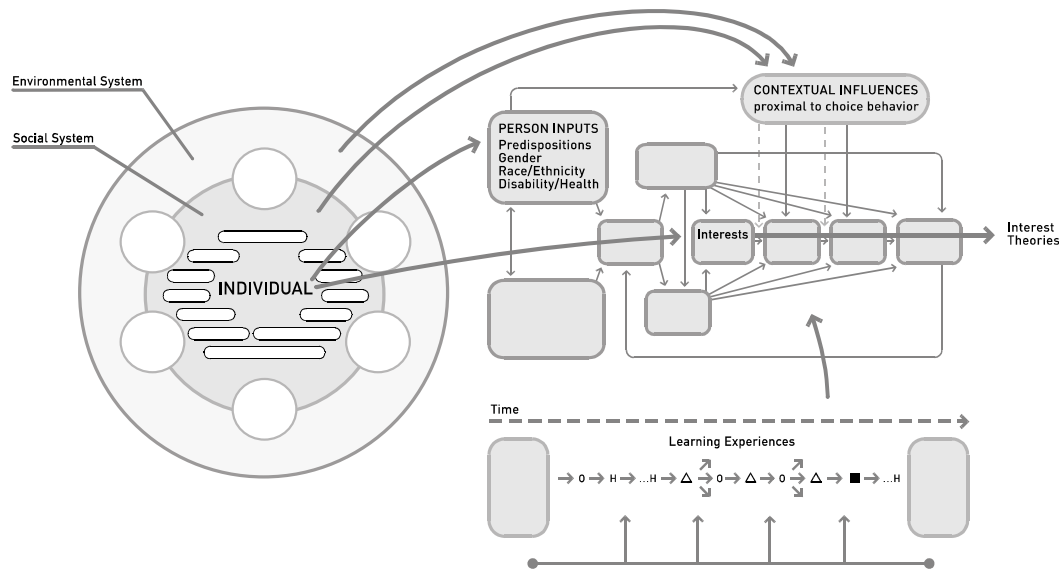 Environmental System
Social System
INDIVIDUAL
PERSON INPUTS
Predispositions
Gender
Race/Ethnicity
Disability/Health
CONTEXTUAL INFLUENCES
proximal to choice behavior
Interests
Interest
Theories
Time
Learning Experiences
O H ...H △ O △ O △ ■ ...H